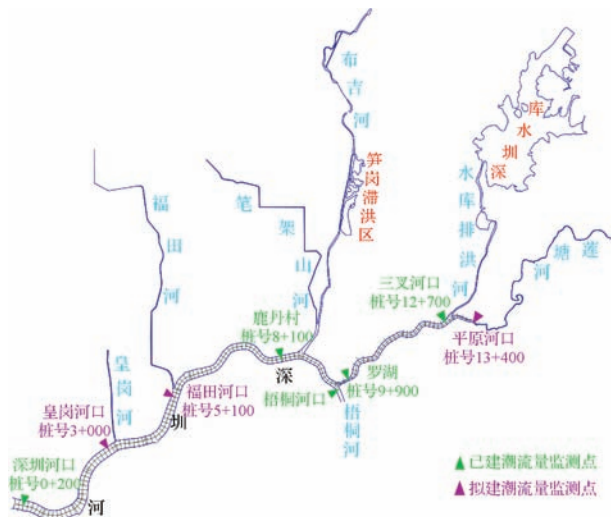 布吉河
深圳水库
笋岗滞洪区
水库排洪河
莲塘河
福田河
笔架山河
三叉河口
桩号12+700
平原河口
桩号13+400
鹿丹村
桩号8+100
深
罗湖
桩号9+900
梧桐河口
梧桐河
皇岗河
福田河口
桩号5+100
圳
皇岗河口
桩号3+000
深圳河口
桩号0+200
河
已建潮流量监测点
拟建潮流量监测点